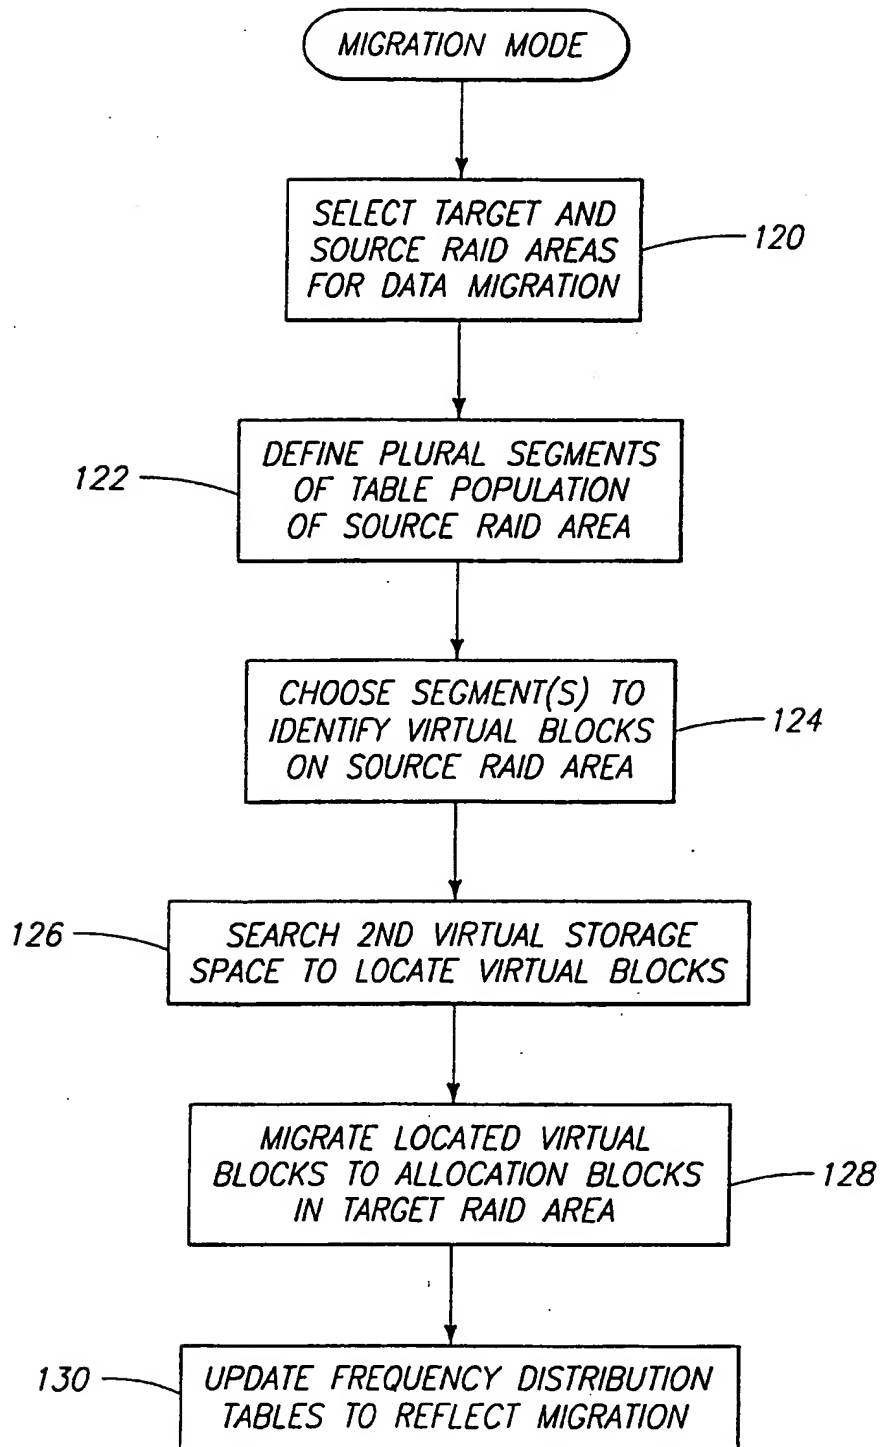 MIGRATION MODE
SELECT TARGET AND
SOURCE RAID AREAS
FOR DATA MIGRATION
120
DEFINE PLURAL SEGMENTS
OF TABLE POPULATION
OF SOURCE RAID AREA
122
CHOOSE SEGMENT(S) TO
IDENTIFY VIRTUAL BLOCKS
ON SOURCE RAID AREA
124
126
SEARCH 2ND VIRTUAL STORAGE
SPACE TO LOCATE VIRTUAL BLOCKS
MIGRATE LOCATED VIRTUAL
BLOCKS TO ALLOCATION BLOCKS
IN TARGET RAID AREA
128
130
UPDATE FREQUENCY DISTRIBUTION
TABLES TO REFLECT MIGRATION